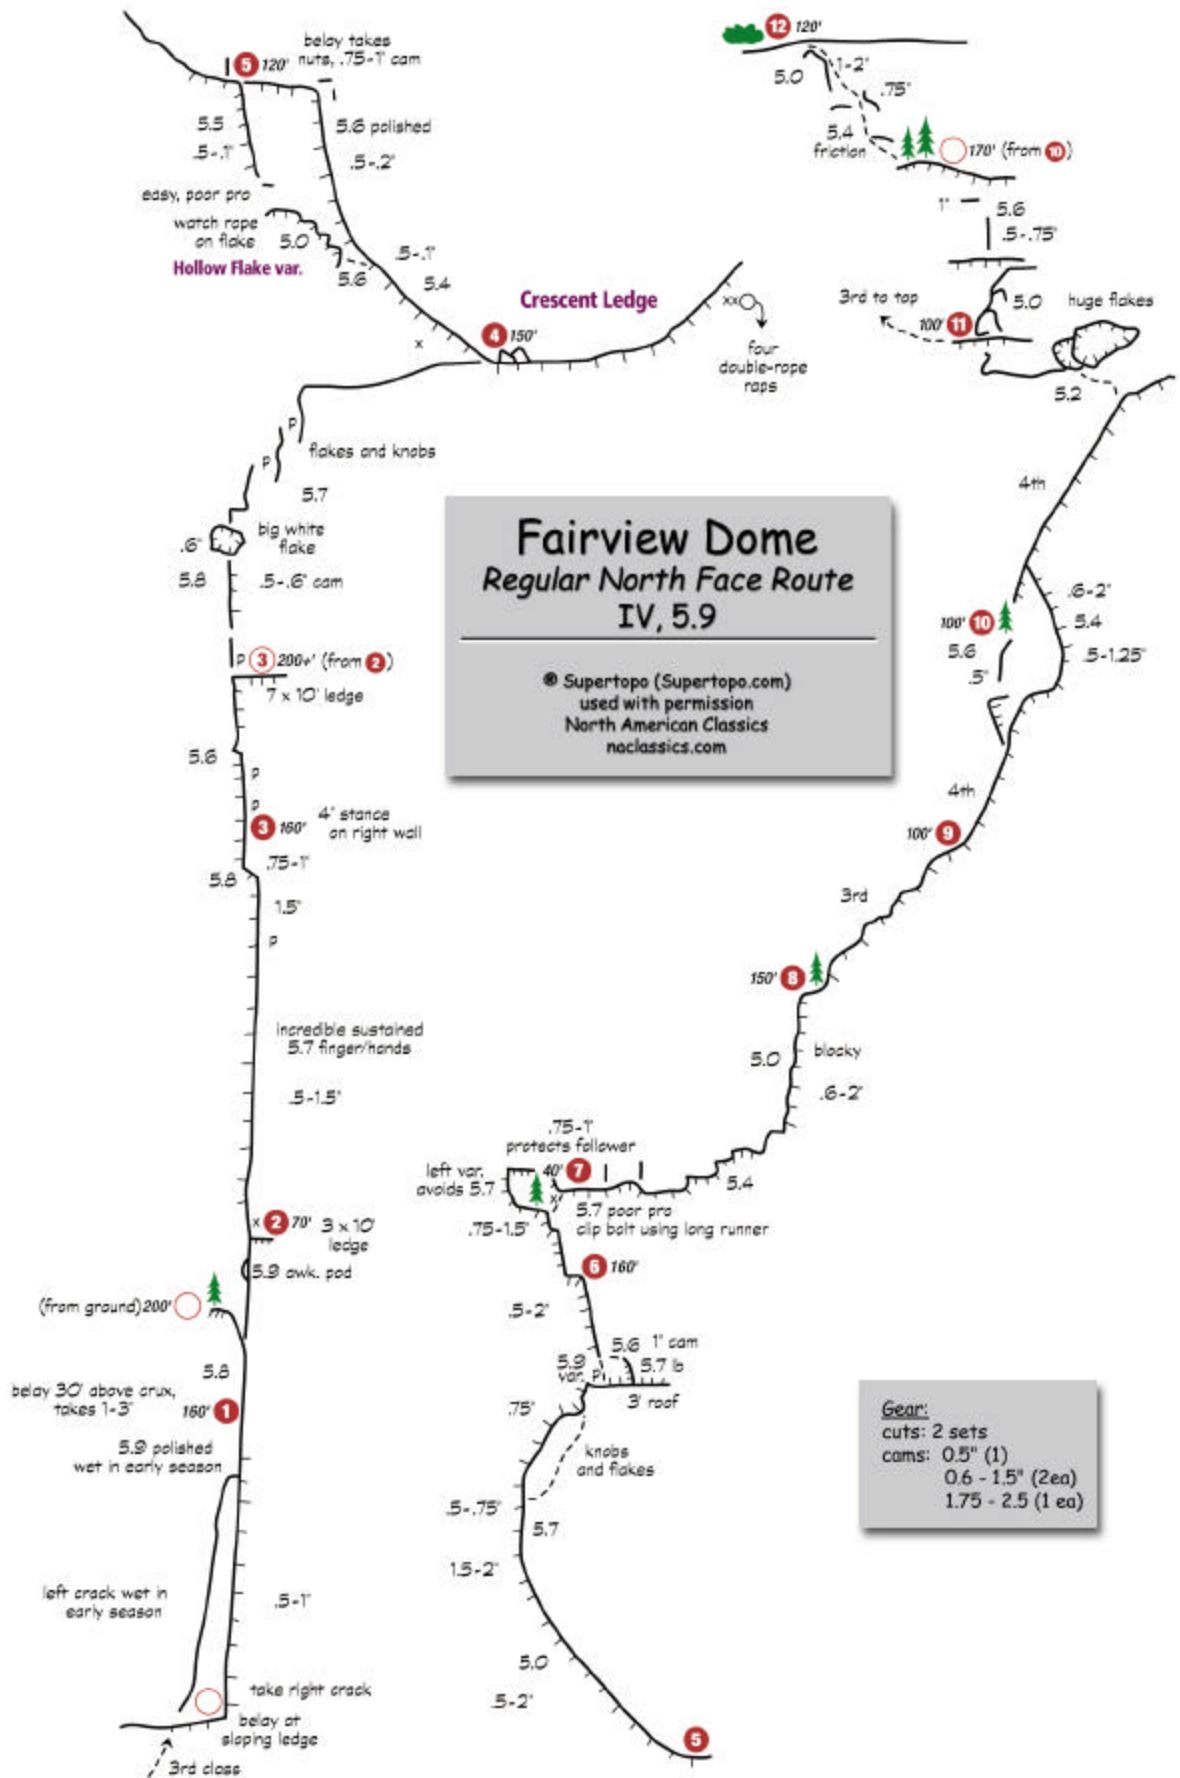 5 120'
belay takes
nuts, .75-1" cam
5.5
.5-.1"
5.6 polished
.5-.2"
easy, poor pro
watch rope
on flake
5.0
Hollow Flake var.
5.6
.5-.1"
5.4
x
4 150'
Crescent Ledge
xx
four
double-rope
raps
P
P
flakes and knobs
5.7
big white
flake
.6"
5.8
.5-.6" cam
P 3 200+' (from 2)
7 x 10' ledge
5.6
P
P
3 160'
4" stance
on right wall
.75-1"
5.8
1.5"
P
incredible sustained
5.7 finger/hands
.5-1.5"
x 2 70' 3 x 10'
ledge
5.9 awk. pod
(from ground) 200'
5.8
belay 30' above crux,
takes 1-3"
160' 1
5.9 polished
wet in early season
left crack wet in
early season
.5-1"
take right crack
belay at
sloping ledge
3rd class
12 120'
5.0
1-2"
.75"
5.4
friction
170' (from 10)
1"
5.6
.5-.75"
3rd to top
100' 11
5.0
huge flakes
5.2
4th
.6-2"
100' 10
5.4
5.6
.5"
.5-1.25"
4th
100' 9
3rd
150' 8
5.0
blocky
.6-2"
.75-1"
protects follower
left var.
avoids 5.7
40' 7
x
5.4
5.7 poor pro
clip bolt using long runner
.75-1.5"
6 160'
.5-2"
5.6
1" cam
5.9
var.
P
5.7 lb
3' roof
.75"
knobs
and flakes
.5-.75"
5.7
1.5-2"
5.0
.5-2"
5
Fairview Dome
Regular North Face Route
IV, 5.9
® Supertopo (Supertopo.com)
used with permission
North American Classics
naclassics.com
Gear:
cuts: 2 sets
cams: 0.5" (1)
0.6 - 1.5" (2ea)
1.75 - 2.5 (1 ea)